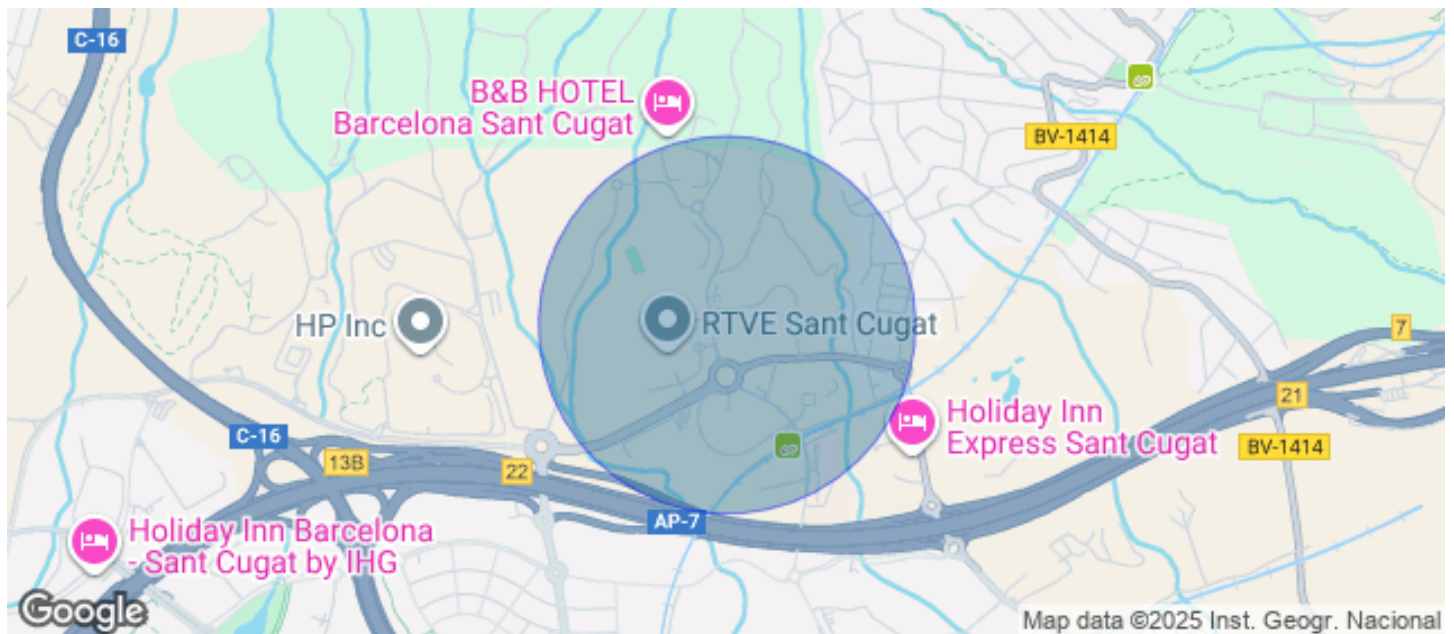 C-16
B&B HOTEL
Barcelona Sant Cugat
BV-1414
HP Inc
RTVE Sant Cugat
7
21
Holiday Inn
Express Sant Cugat
C-16
13B
22
BV-1414
AP-7
Holiday Inn Barcelona
- Sant Cugat by IHG
Google
Map data ©2025 Inst. Geogr. Nacional